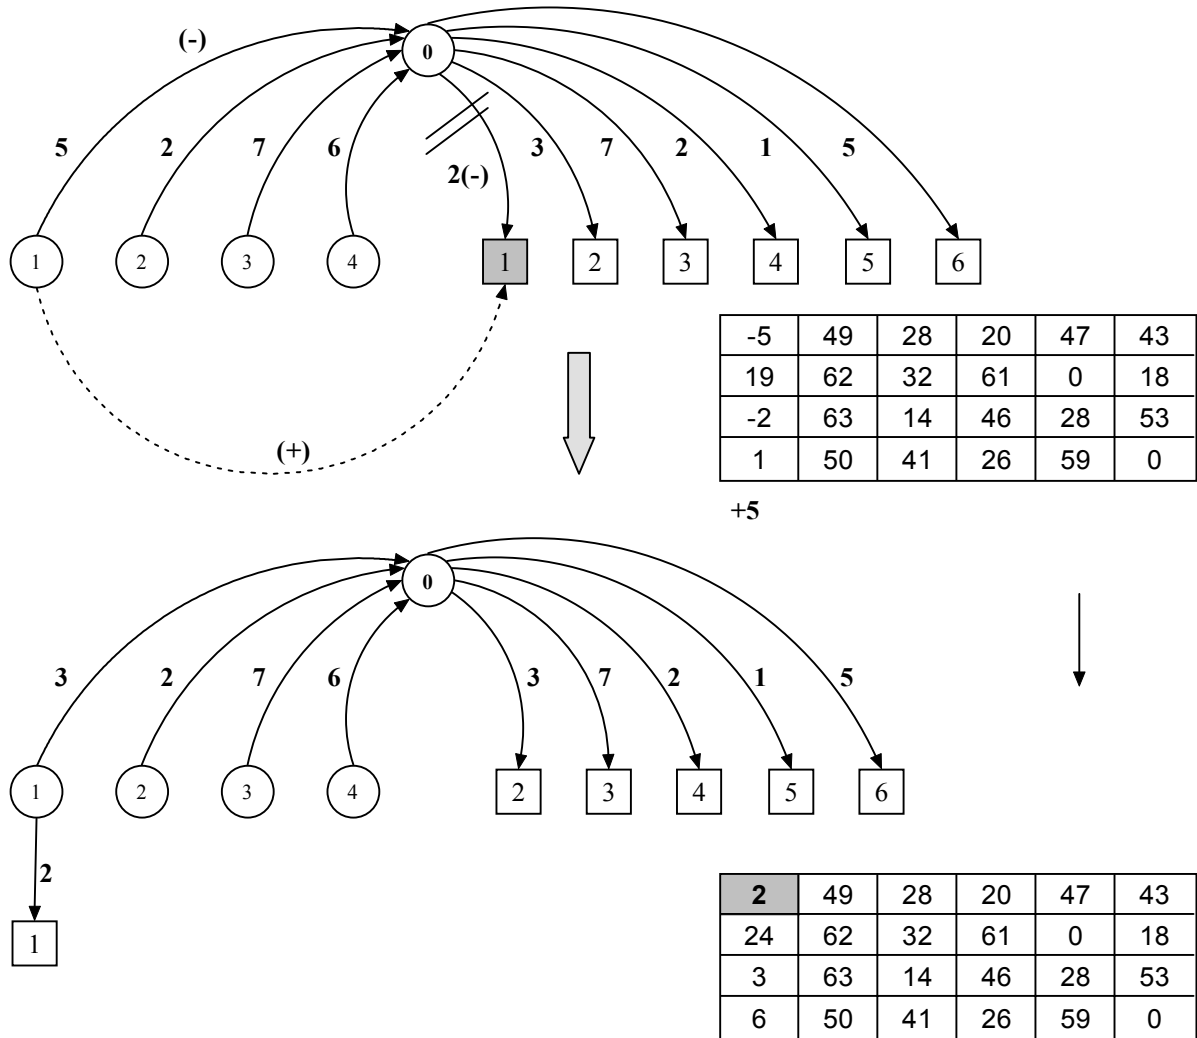 (-)
0
5 2 7 6 3 7 2 1 5
2(-)
1 2 3 4 1 2 3 4 5 6
-5 49 28 20 47 43
19 62 32 61 0 18
-2 63 14 46 28 53
(+)
1 50 41 26 59 0
+5
0
3 2 7 6 3 7 2 1 5
1 2 3 4 2 3 4 5 6
2
2 49 28 20 47 43
24 62 32 61 0 18
1
3 63 14 46 28 53
6 50 41 26 59 0